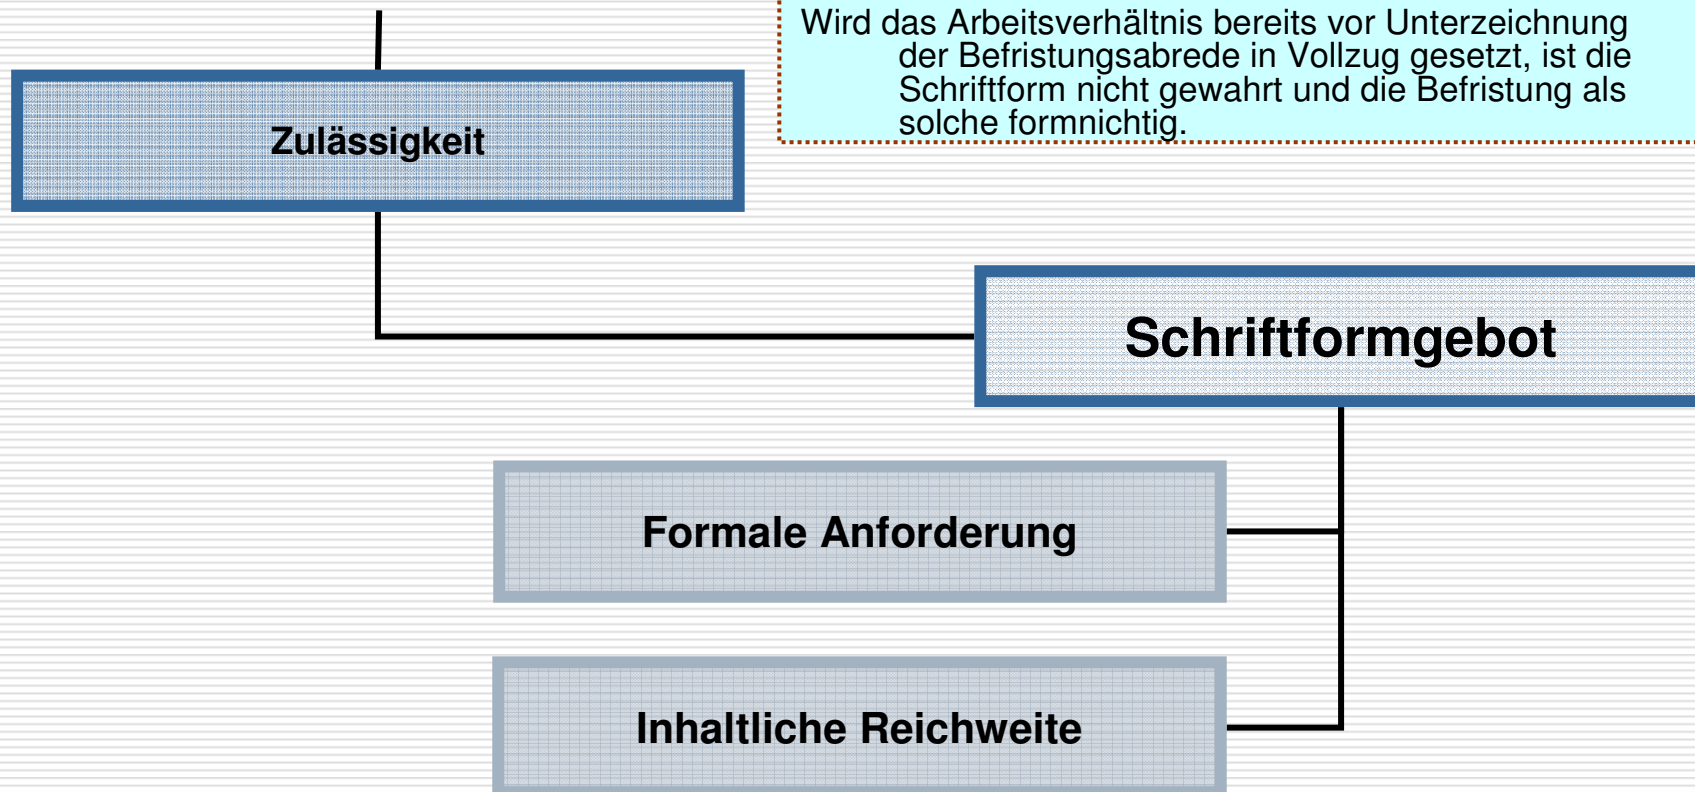 Wird das Arbeitsverhältnis bereits vor Unterzeichnung
der Befristungsabrede in Vollzug gesetzt, ist die
Schriftform nicht gewahrt und die Befristung als
solche formnichtig.
Zulässigkeit
Schriftformgebot
Formale Anforderung
Inhaltliche Reichweite